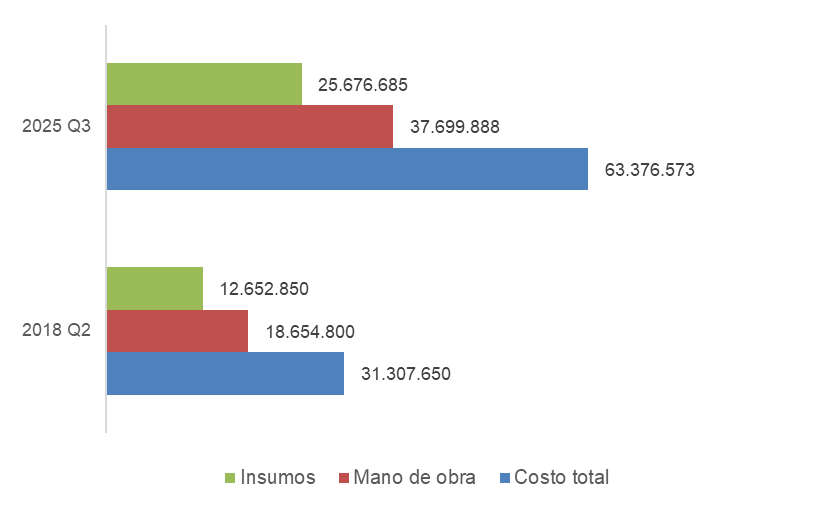 25.676.685
2025 Q3
37.699.888
63.376.573
12.652.850
2018 Q2
18.654.800
31.307.650
Insumos Mano de obra Costo total